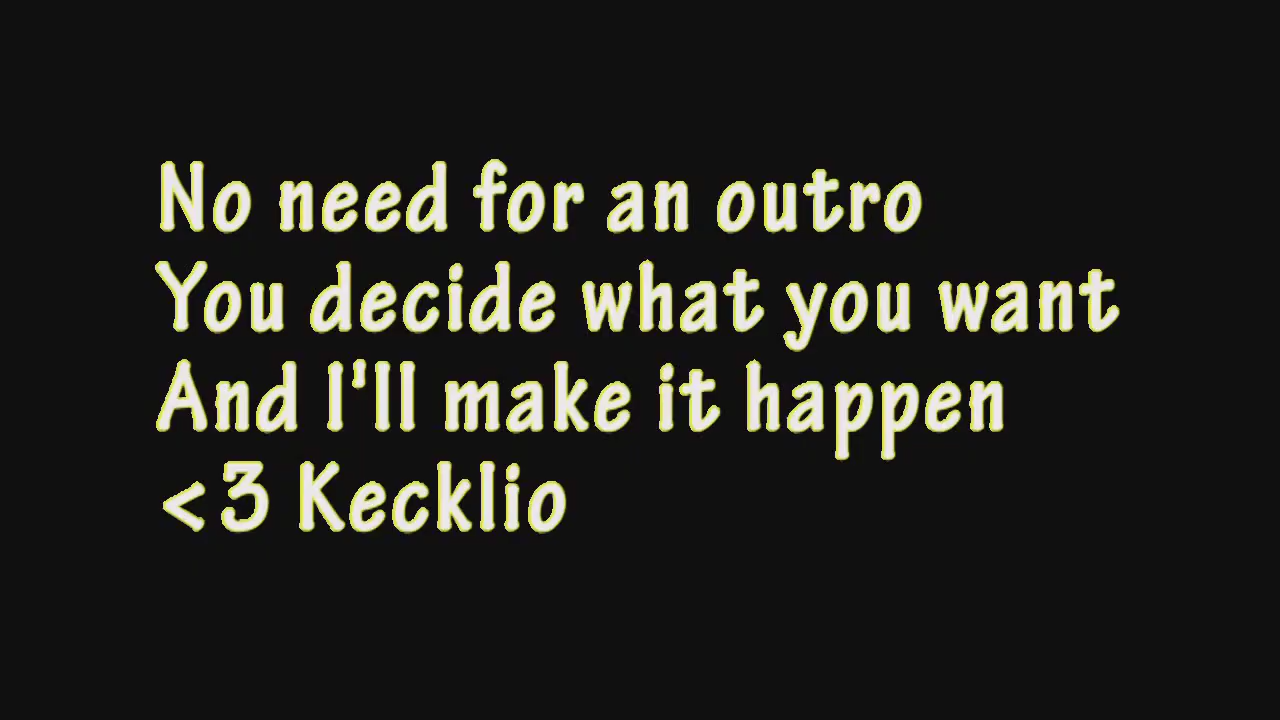 No need for an outro
You decide what you want
And I'll make it happen
<3 Kecklio